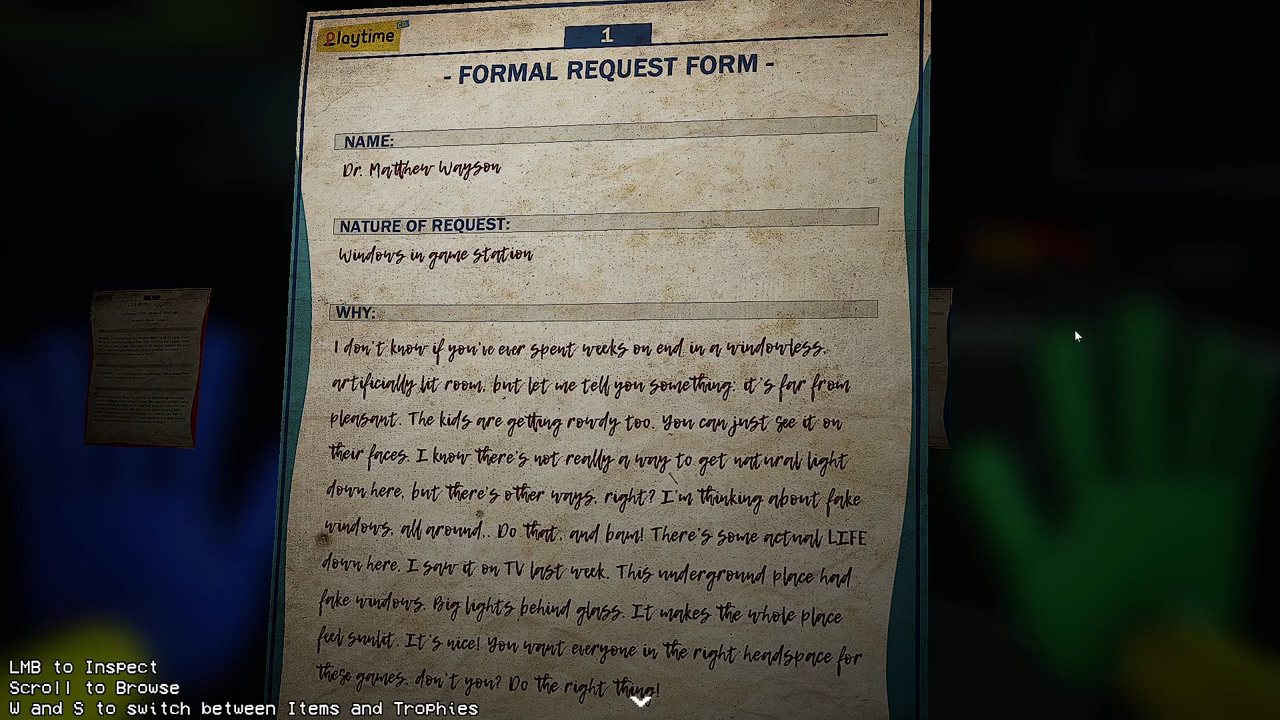 Playtime CO.
1
- FORMAL REQUEST FORM -
NAME:
Dr. Matthew Wayson
NATURE OF REQUEST:
Windows in game station
WHY:
I don't know if you've ever spent weeks on end in a windowless,
artificially lit room, but let me tell you something: it's far from
pleasant. The kids are getting rowdy too. You can just see it on
their faces. I know there's not really a way to get natural light
down here, but there's other ways, right? I'm thinking about fake
windows, all around.. Do that, and bam! There's some actual LIFE
down here. I saw it on TV last week. This underground place had
fake windows. Big lights behind glass. It makes the whole place
feel sunlit. It's nice! You want everyone in the right headspace for
these games, don't you? Do the right thing!
LMB to Inspect
Scroll to Browse
W and S to switch between Items and Trophies